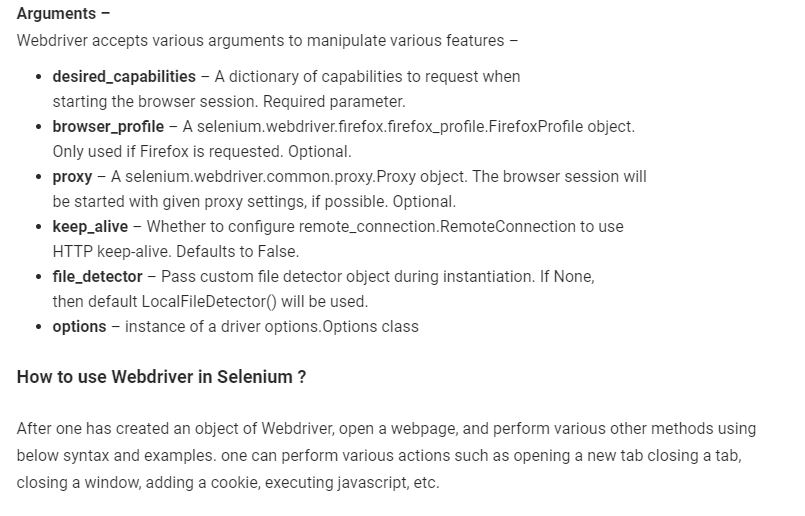 Arguments –
Webdriver accepts various arguments to manipulate various features –
• desired_capabilities – A dictionary of capabilities to request when
starting the browser session. Required parameter.
• browser_profile – A selenium.webdriver.firefox.firefox_profile.FirefoxProfile object.
Only used if Firefox is requested. Optional.
• proxy – A selenium.webdriver.common.proxy.Proxy object. The browser session will
be started with given proxy settings, if possible. Optional.
• keep_alive – Whether to configure remote_connection.RemoteConnection to use
HTTP keep-alive. Defaults to False.
• file_detector – Pass custom file detector object during instantiation. If None,
then default LocalFileDetector() will be used.
• options – instance of a driver options.Options class
How to use Webdriver in Selenium ?
After one has created an object of Webdriver, open a webpage, and perform various other methods using
below syntax and examples. one can perform various actions such as opening a new tab closing a tab,
closing a window, adding a cookie, executing javascript, etc.